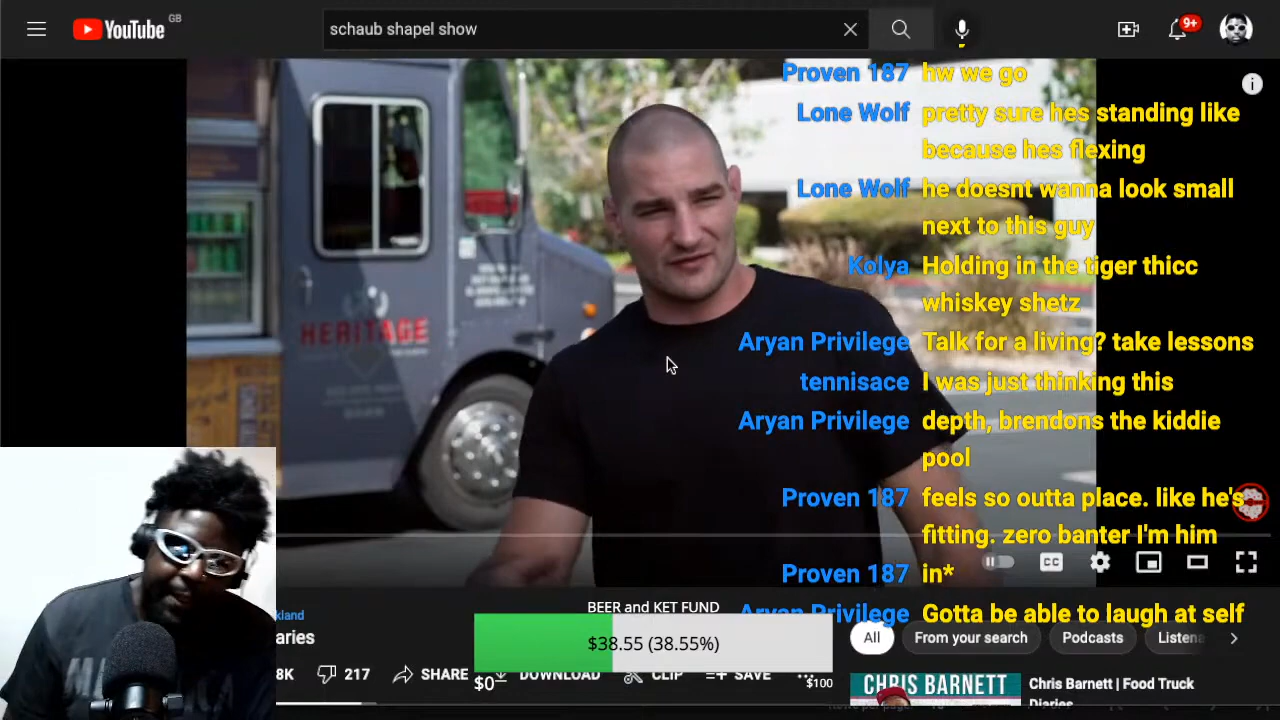 YouTube GB
schaub shapel show
9+
Proven 187 hw we go
Lone Wolf pretty sure hes standing like
because hes flexing
Lone Wolf he doesnt wanna look small
next to this guy
Kolya Holding in the tiger thicc
whiskey shetz
Aryan Privilege Talk for a living? take lessons
tennisace I was just thinking this
Aryan Privilege depth, brendons the kiddie
pool
Proven 187 feels so outta place. like he's
fitting. zero banter I'm him
Proven 187 in*
Aryan Privilege Gotta be able to laugh at self
HERITAGE
CC
kland
aries
8K 217 SHARE DOWNLOAD CLIP SAVE
BEER and KET FUND
$38.55 (38.55%)
$0 $100
All From your search Podcasts Listena
CHRIS BARNETT
Chris Barnett | Food Truck
Diaries